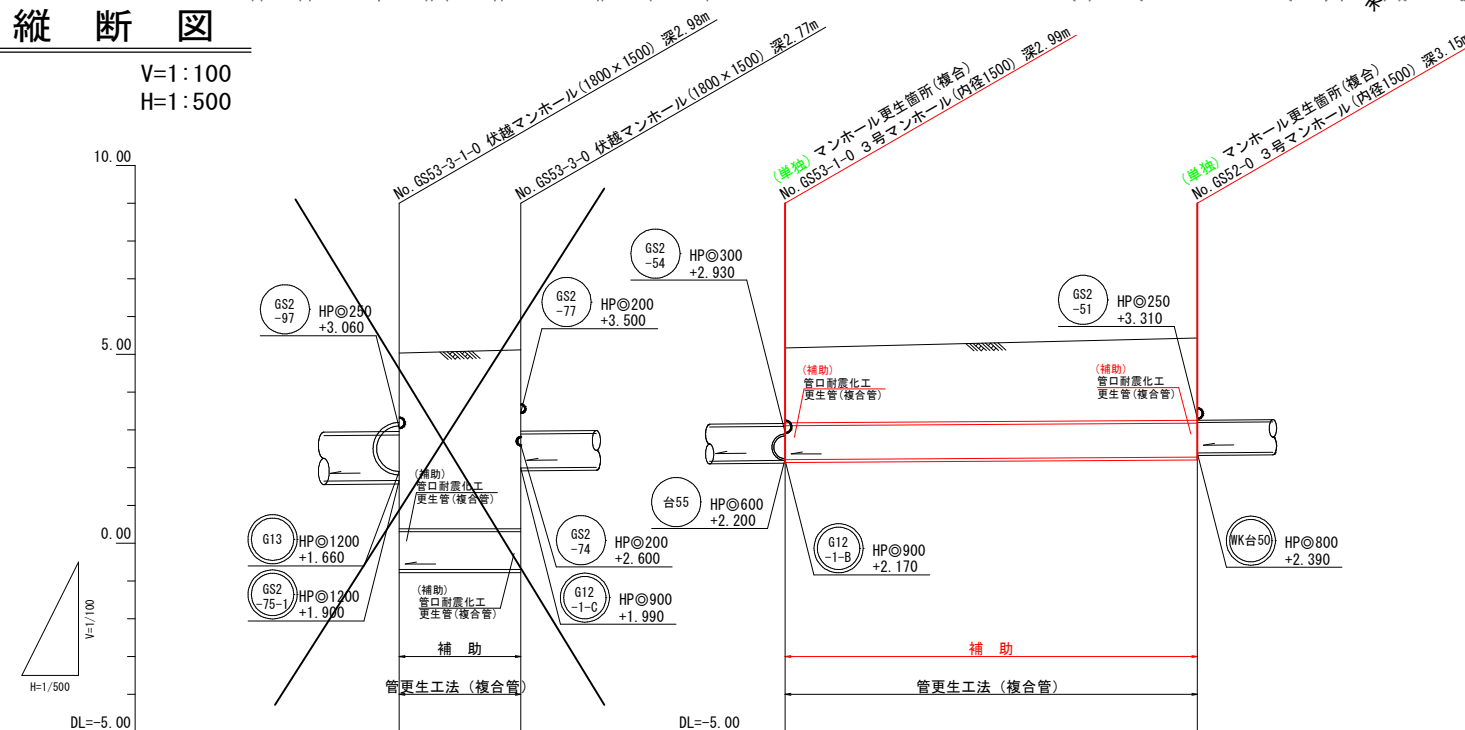 縦 断 図
V=1:100
H=1:500
No.GS53-3-1-0 伏越マンホール(1800×1500) 深2.98m
No.GS53-3-0 伏越マンホール(1800×1500) 深2.77m
(単独) マンホール更生箇所(複合)
No.GS53-1-0 3号マンホール(内径1500) 深2.99m
(単独) マンホール更生箇所(複合)
No.GS52-0 3号マンホール(内径1500) 深3.15m
10.00
5.00
0.00
DL=-5.00
DL=-5.00
GS2
-97
HP◎250
+3.060
GS2
-77
HP◎200
+3.500
GS2
-54
HP◎300
+2.930
GS2
-51
HP◎250
+3.310
(補助)
管口耐震化工
更生管(複合管)
(補助)
管口耐震化工
更生管(複合管)
(補助)
管口耐震化工
更生管(複合管)
(補助)
管口耐震化工
更生管(複合管)
G13
HP◎1200
+1.660
GS2
-75-1
HP◎1200
+1.900
GS2
-74
HP◎200
+2.600
G12
-1-C
HP◎900
+1.990
台55
HP◎600
+2.200
G12
-1-B
HP◎900
+2.170
WK台50
HP◎800
+2.390
補 助
管更生工法(複合管)
補 助
管更生工法(複合管)
V=1/100
H=1/500